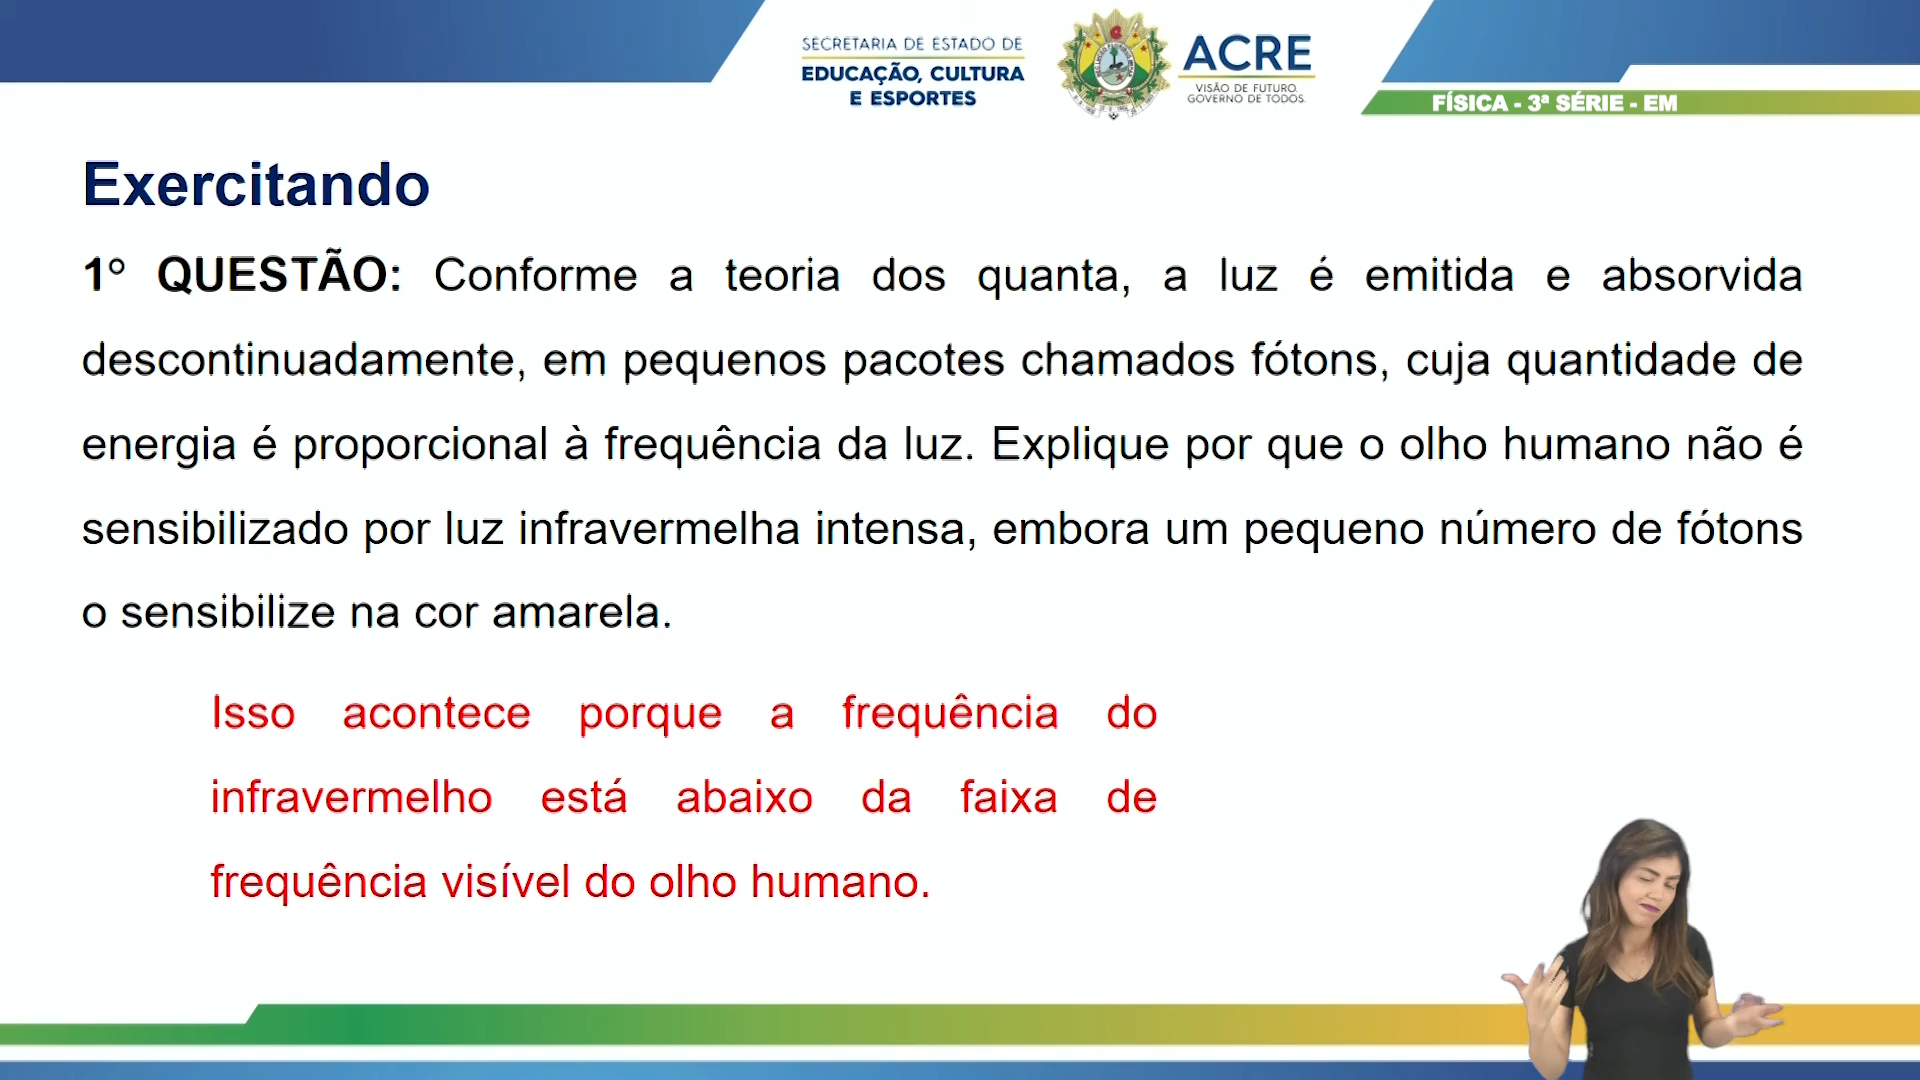 SECRETARIA DE ESTADO DE
EDUCAÇÃO, CULTURA
E ESPORTES
ACRE
VISÃO DE FUTURO.
GOVERNO DE TODOS.
FÍSICA - 3ª SÉRIE - EM
Exercitando
1° QUESTÃO: Conforme a teoria dos quanta, a luz é emitida e absorvida
descontinuadamente, em pequenos pacotes chamados fótons, cuja quantidade de
energia é proporcional à frequência da luz. Explique por que o olho humano não é
sensibilizado por luz infravermelha intensa, embora um pequeno número de fótons
o sensibilize na cor amarela.
Isso acontece porque a frequência do
infravermelho está abaixo da faixa de
frequência visível do olho humano.